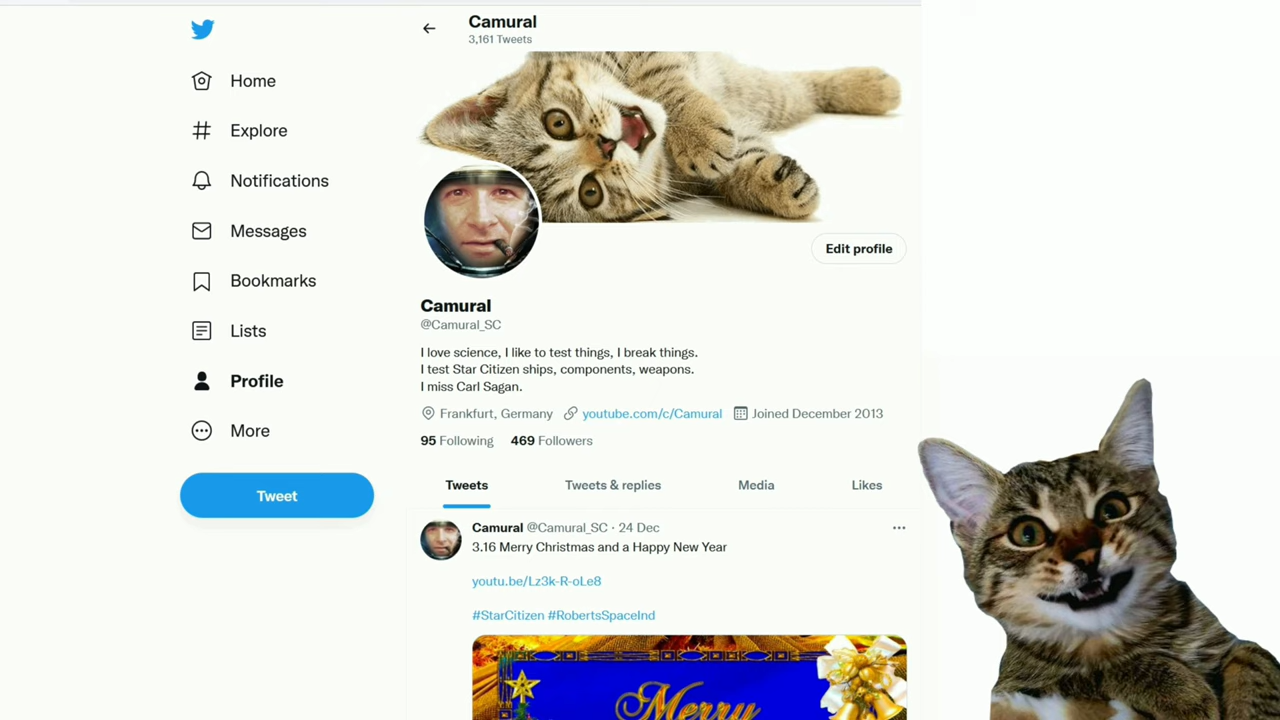 Camural
3,161 Tweets
Home
Explore
Notifications
Messages
Bookmarks
Lists
Profile
More
Tweet
Edit profile
Camural
@Camural_SC
I love science, I like to test things, I break things.
I test Star Citizen ships, components, weapons.
I miss Carl Sagan.
Frankfurt, Germany youtube.com/c/Camural Joined December 2013
95 Following 469 Followers
Tweets Tweets & replies Media Likes
Camural @Camural_SC · 24 Dec
3.16 Merry Christmas and a Happy New Year
youtu.be/Lz3k-R-oLe8
#StarCitizen #RobertsSpaceInd
Merry